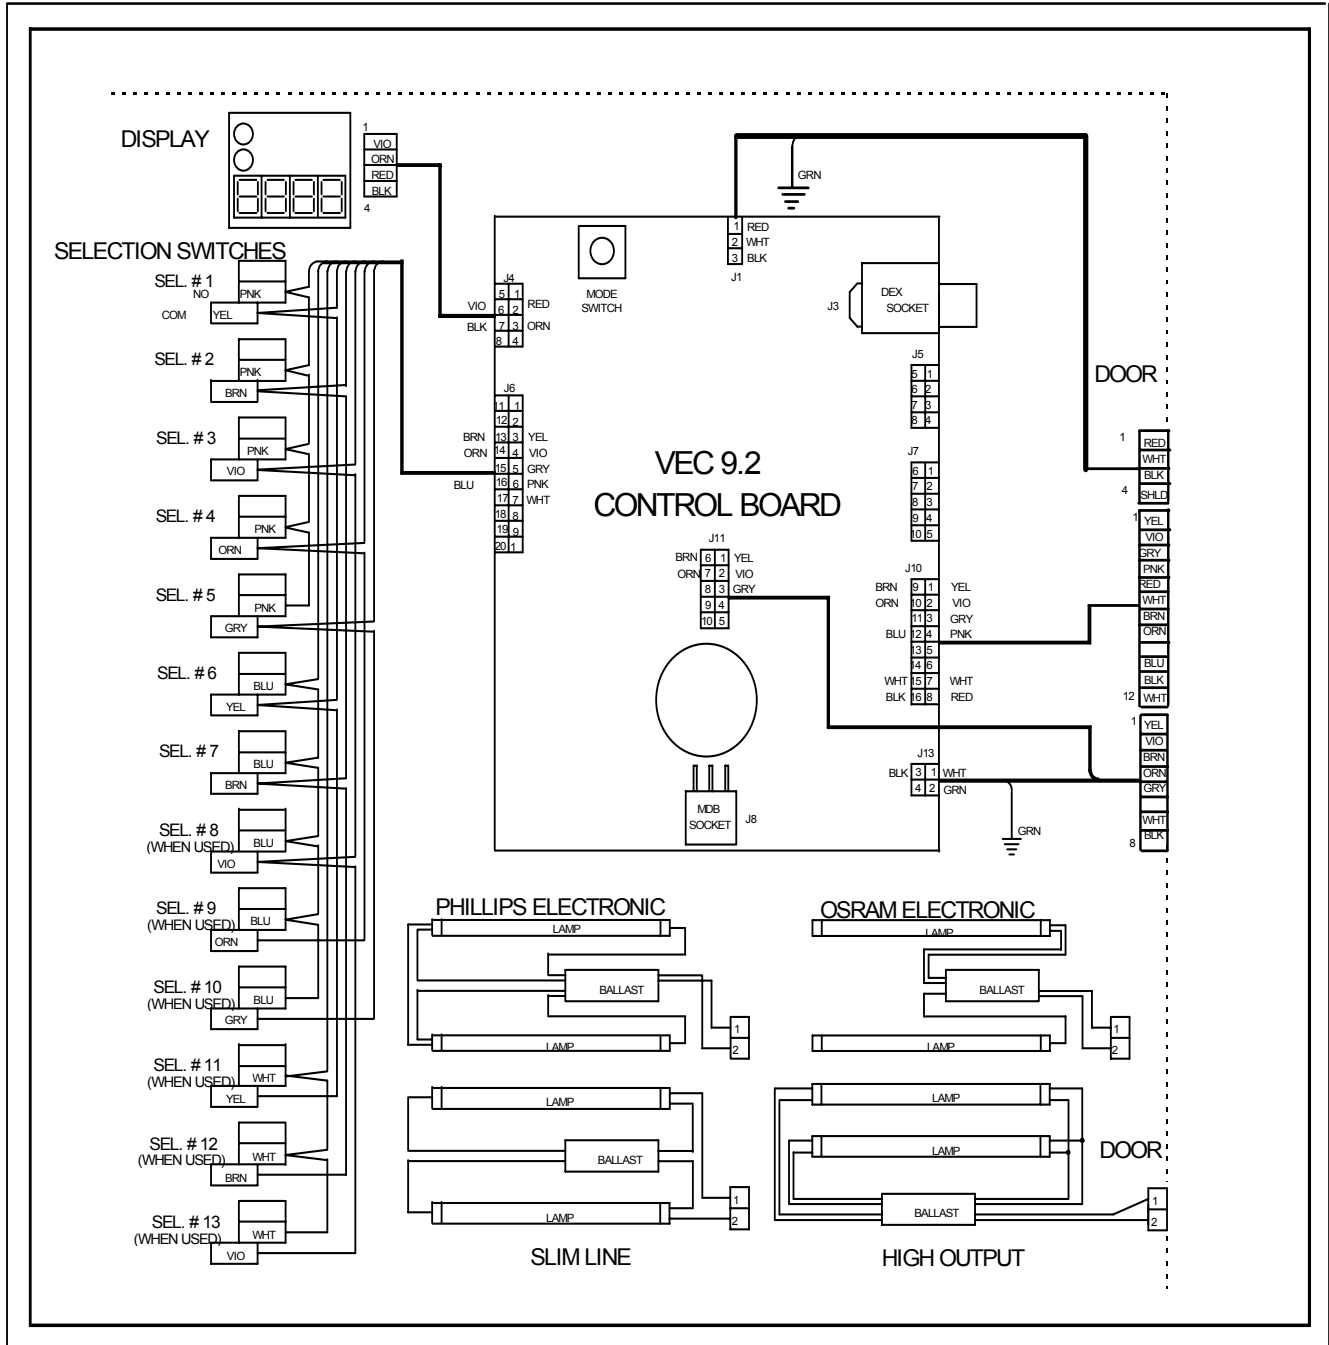 DISPLAY
1
VIO
ORN
RED
BLK
4
GRN
SELECTION SWITCHES
SEL. # 1
NO
PNK
COM
YEL
SEL. # 2
PNK
BRN
SEL. # 3
PNK
VIO
SEL. # 4
PNK
ORN
SEL. # 5
PNK
GRY
SEL. # 6
BLU
YEL
SEL. # 7
BLU
BRN
SEL. # 8
(WHEN USED)
BLU
VIO
SEL. # 9
(WHEN USED)
BLU
ORN
SEL. # 10
(WHEN USED)
BLU
GRY
SEL. # 11
(WHEN USED)
WHT
YEL
SEL. # 12
(WHEN USED)
WHT
BRN
SEL. # 13
(WHEN USED)
WHT
VIO
MODE
SWITCH
1 RED
2 WHT
3 BLK
J1
J3
DEX
SOCKET
J4
5 1
VIO 6 2 RED
BLK 7 3 ORN
8 4
J6
11 1
12 2
BRN 13 3 YEL
ORN 14 4 VIO
15 5 GRY
BLU 16 6 PNK
17 7 WHT
18 8
19 9
20 1
VEC 9.2
CONTROL BOARD
J5
5 1
6 2
7 3
8 4
J7
6 1
7 2
8 3
9 4
10 5
J11
BRN 6 1 YEL
ORN 7 2 VIO
8 3 GRY
9 4
10 5
J10
BRN 9 1 YEL
ORN 10 2 VIO
11 3 GRY
BLU 12 4 PNK
13 5
14 6
WHT 15 7 WHT
BLK 16 8 RED
J13
BLK 3 1 WHT
4 2 GRN
GRN
MDB
SOCKET
J8
DOOR
1 RED
WHT
BLK
4 SHLD
1 YEL
VIO
GRY
PNK
RED
WHT
BRN
ORN
BLU
BLK
12 WHT
1 YEL
VIO
BRN
ORN
GRY
WHT
8 BLK
PHILLIPS ELECTRONIC
LAMP
BALLAST
1
2
LAMP
OSRAM ELECTRONIC
LAMP
BALLAST
1
2
LAMP
LAMP
BALLAST
1
2
LAMP
SLIM LINE
LAMP
LAMP
BALLAST
DOOR
1
2
HIGH OUTPUT